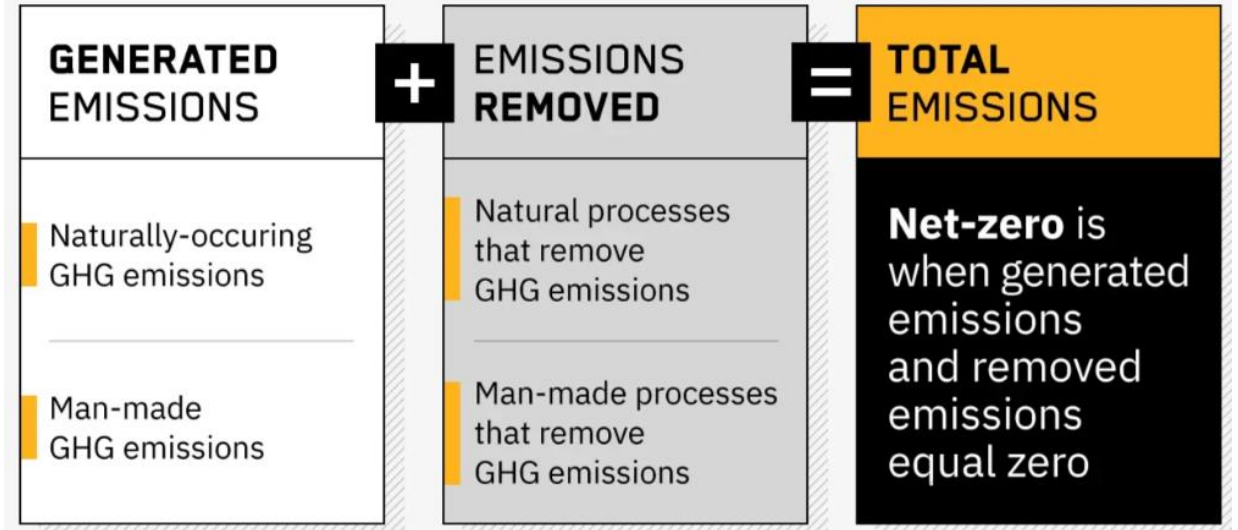 GENERATED
EMISSIONS
+
EMISSIONS
REMOVED
=
TOTAL
EMISSIONS
Naturally-occuring
GHG emissions
Man-made
GHG emissions
Natural processes
that remove
GHG emissions
Man-made processes
that remove
GHG emissions
Net-zero is
when generated
emissions
and removed
emissions
equal zero